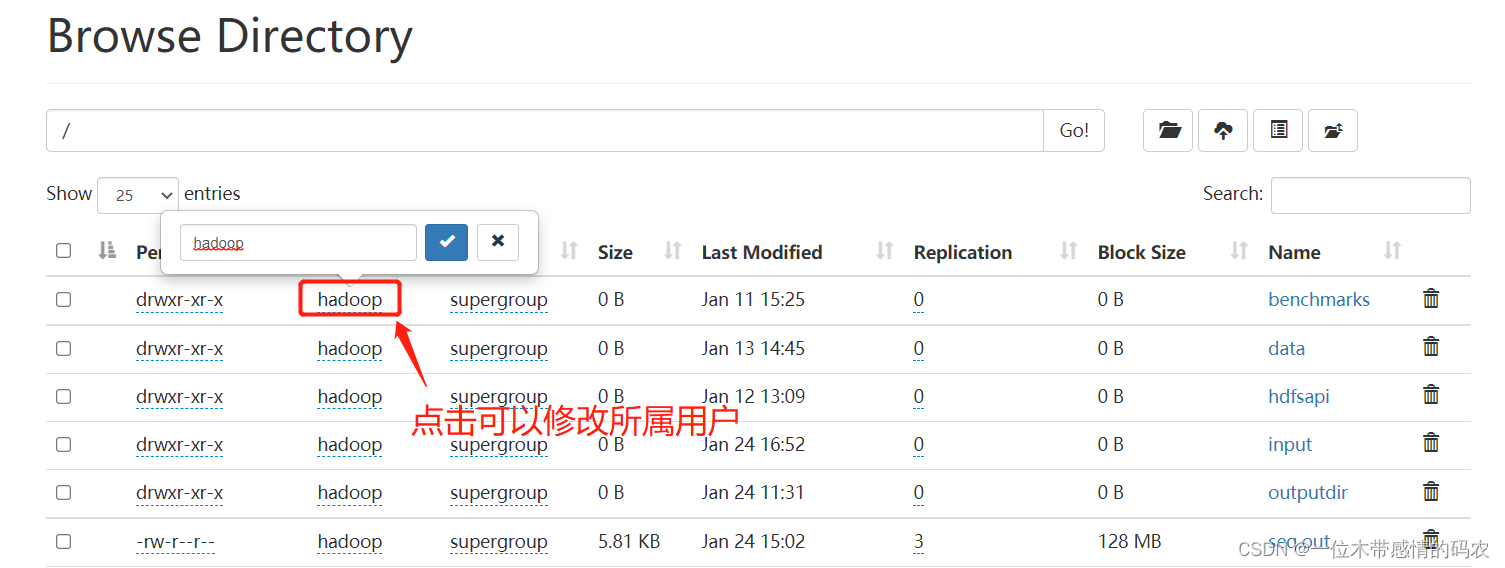 Browse Directory
/ Go!
Show 25 entries Search:
hadoop
Per Size Last Modified Replication Block Size Name
drwxr-xr-x hadoop supergroup 0 B Jan 11 15:25 0 0 B benchmarks
drwxr-xr-x hadoop supergroup 0 B Jan 13 14:45 0 0 B data
drwxr-xr-x hadoop supergroup 0 B Jan 12 13:09 0 0 B hdfsapi
点击可以修改所属用户
drwxr-xr-x hadoop supergroup 0 B Jan 24 16:52 0 0 B input
drwxr-xr-x hadoop supergroup 0 B Jan 24 11:31 0 0 B outputdir
-rw-r--r-- hadoop supergroup 5.81 KB Jan 24 15:02 3 128 MB seq.out
CSDN @一位木带感情的码农